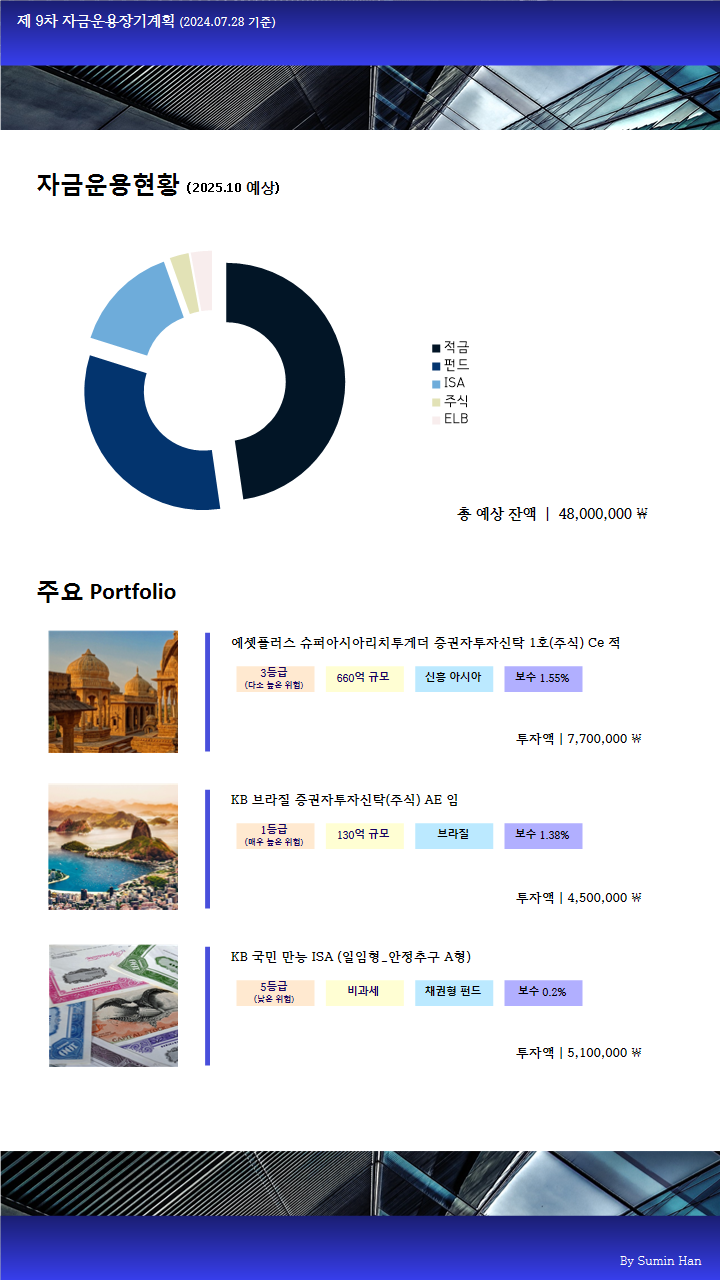 제 9차 자금운용장기계획 (2024.07.28 기준)
자금운용현황 (2025.10 예상)
적금
펀드
ISA
주식
ELB
총 예상 잔액 | 48,000,000 ₩
주요 Portfolio
에셋플러스 슈퍼아시아리치투게더 증권자투자신탁 1호(주식) Ce 적
3등급
(다소 높은 위험)
660억 규모
신흥 아시아
보수 1.55%
투자액 | 7,700,000 ₩
KB 브라질 증권자투자신탁(주식) AE 임
1등급
(매우 높은 위험)
130억 규모
브라질
보수 1.38%
투자액 | 4,500,000 ₩
KB 국민 만능 ISA (일임형_안정추구 A형)
5등급
(낮은 위험)
비과세
채권형 펀드
보수 0.2%
투자액 | 5,100,000 ₩
By Sumin Han